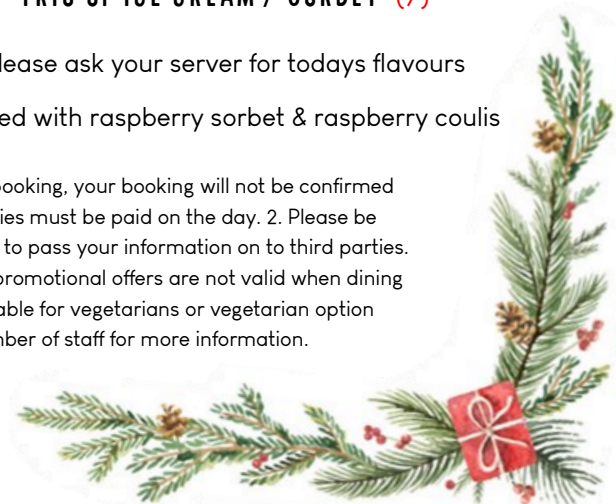 TRIO OF ICE CREAM / SORBET (7)
lease ask your server for todays flavours
ed with raspberry sorbet & raspberry coulis
ooking, your booking will not be confirmed
ies must be paid on the day. 2. Please be
to pass your information on to third parties.
promotional offers are not valid when dining
able for vegetarians or vegetarian option
ber of staff for more information.